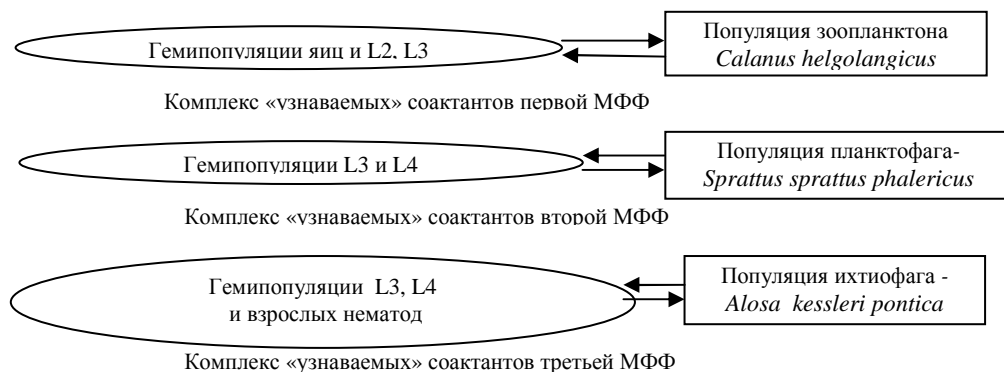 Гемипопуляции яиц и L2, L3
Популяция зоопланктона
Calanus helgolangicus
Комплекс «узнаваемых» соактантов первой МФФ
Гемипопуляции L3 и L4
Популяция планктофага-
Sprattus sprattus phalericus
Комплекс «узнаваемых» соактантов второй МФФ
Гемипопуляции L3, L4
и взрослых нематод
Популяция ихтиофага -
Alosa kessleri pontica
Комплекс «узнаваемых» соактантов третьей МФФ